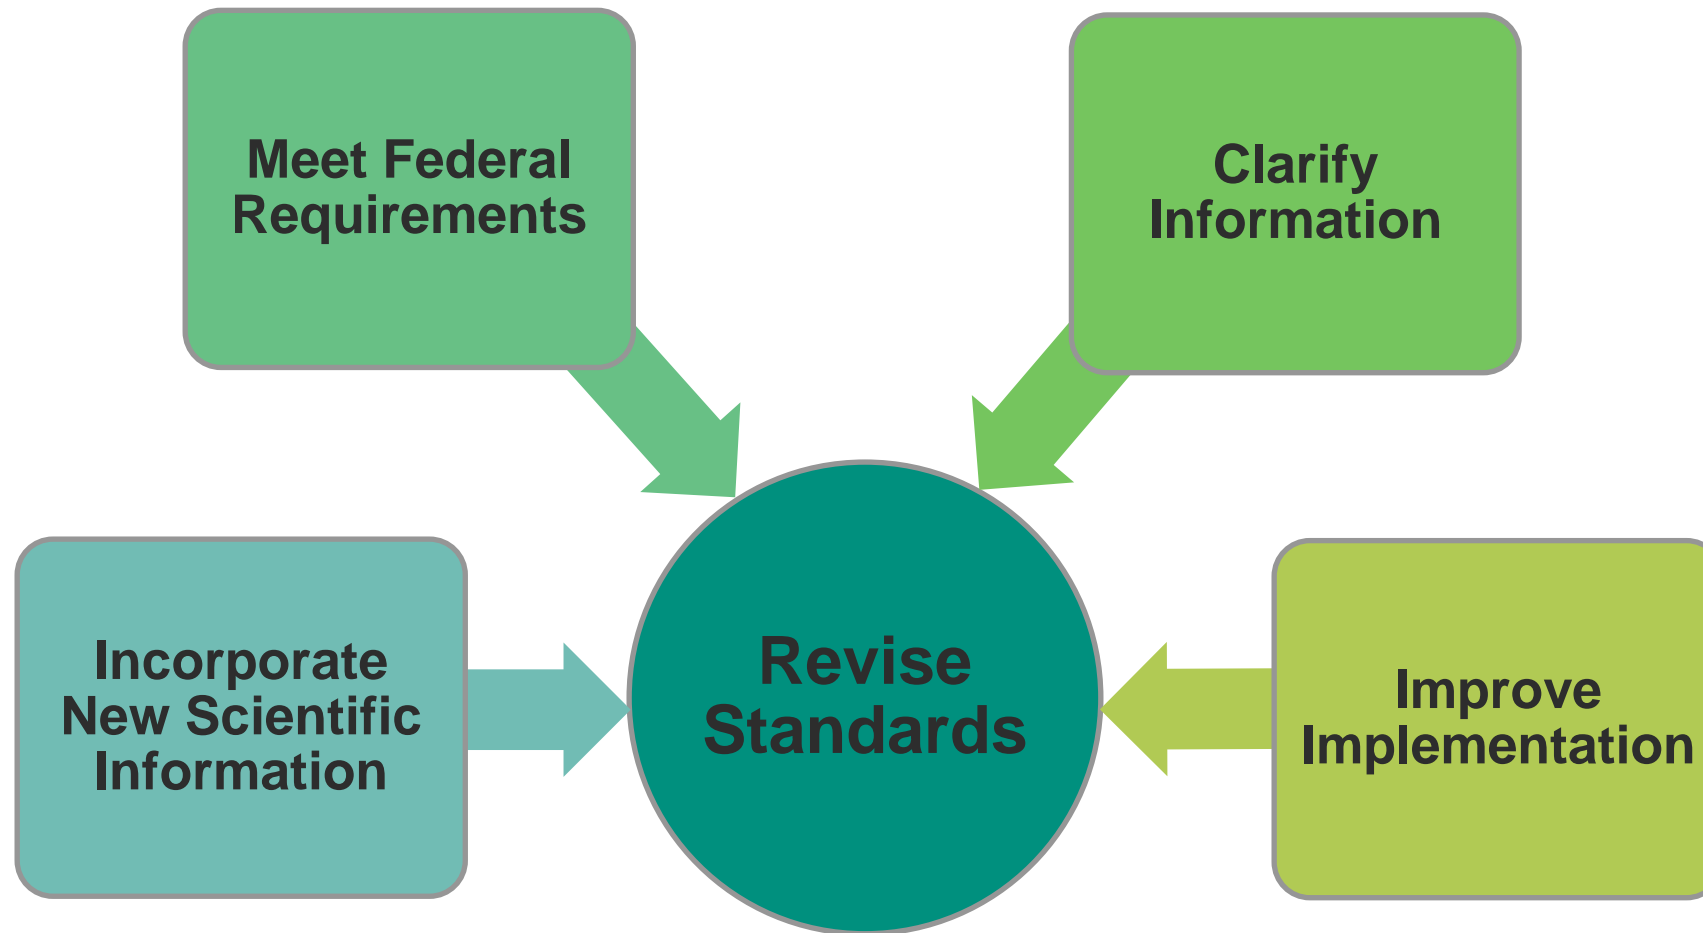 Meet Federal
Requirements
Clarify
Information
Incorporate
New Scientific
Information
Revise
Standards
Improve
Implementation